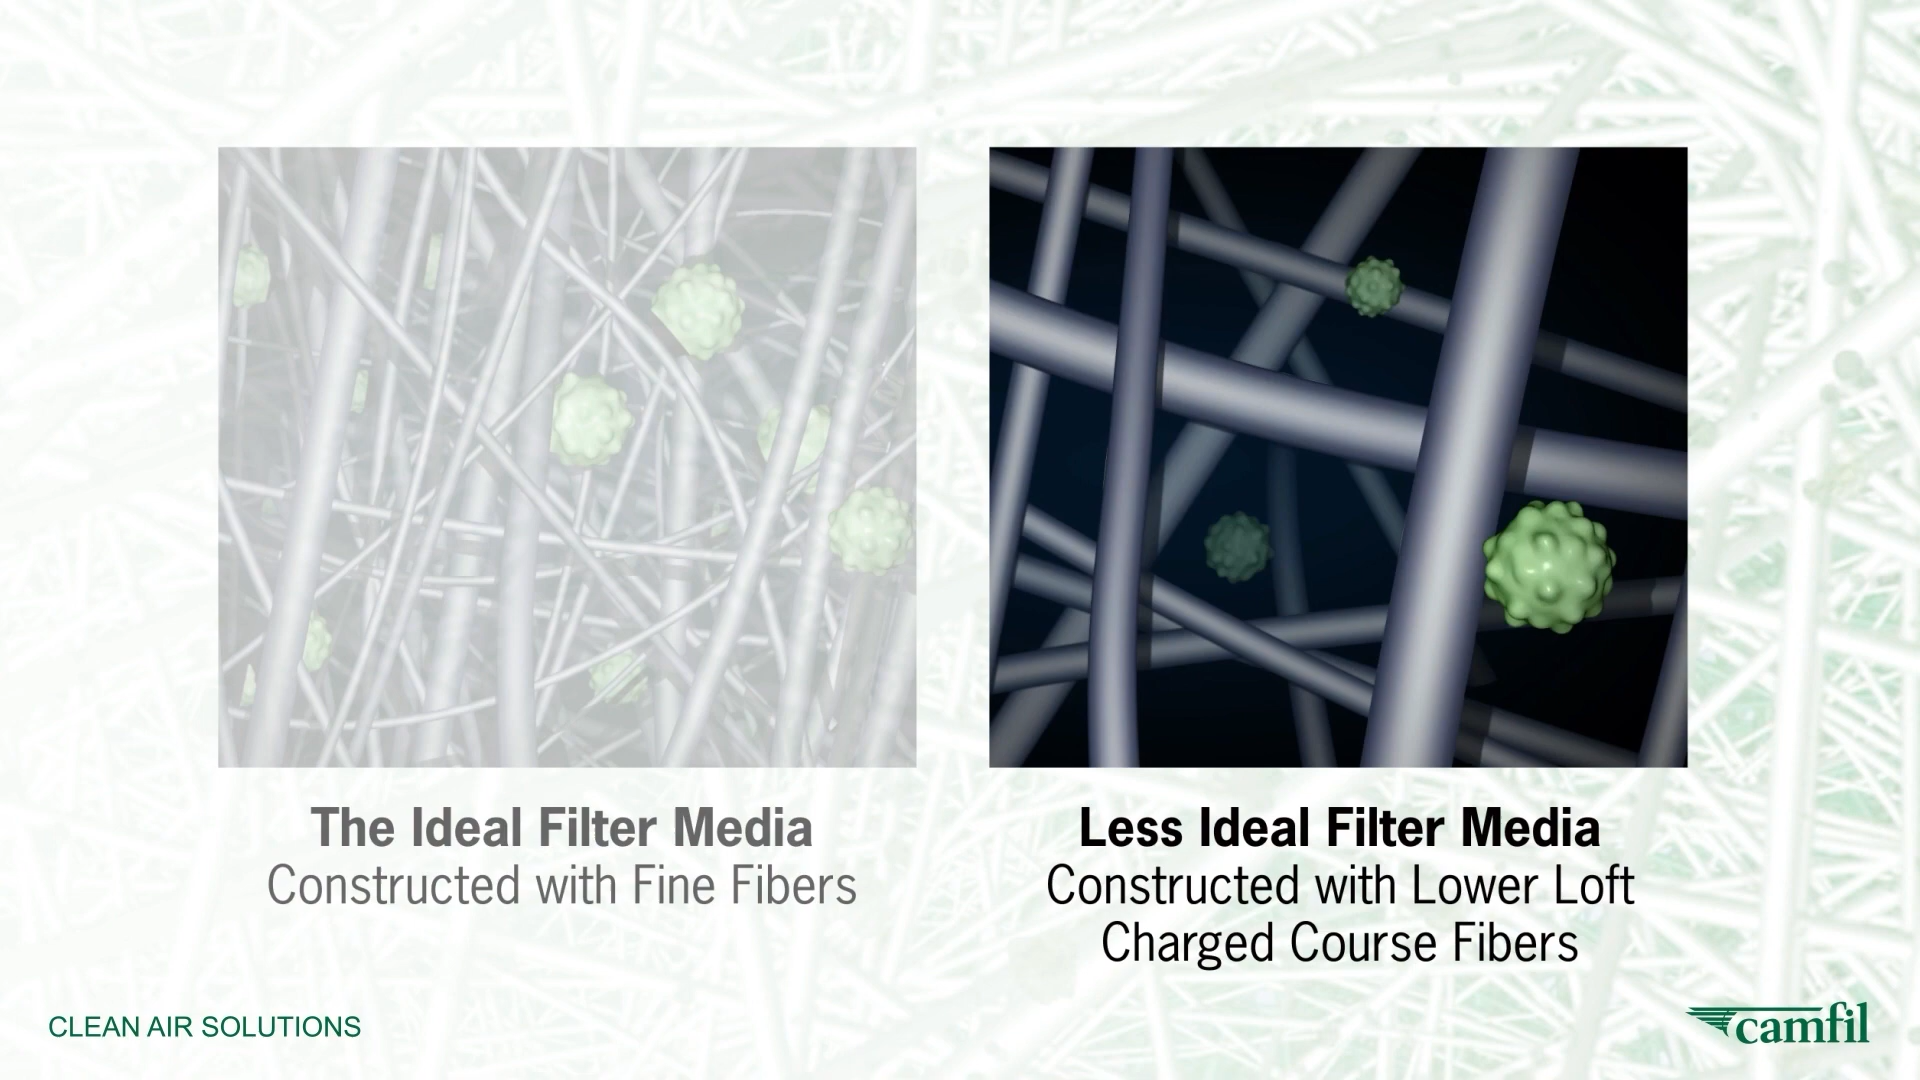 The Ideal Filter Media
Constructed with Fine Fibers
Less Ideal Filter Media
Constructed with Lower Loft
Charged Course Fibers
CLEAN AIR SOLUTIONS
camfil